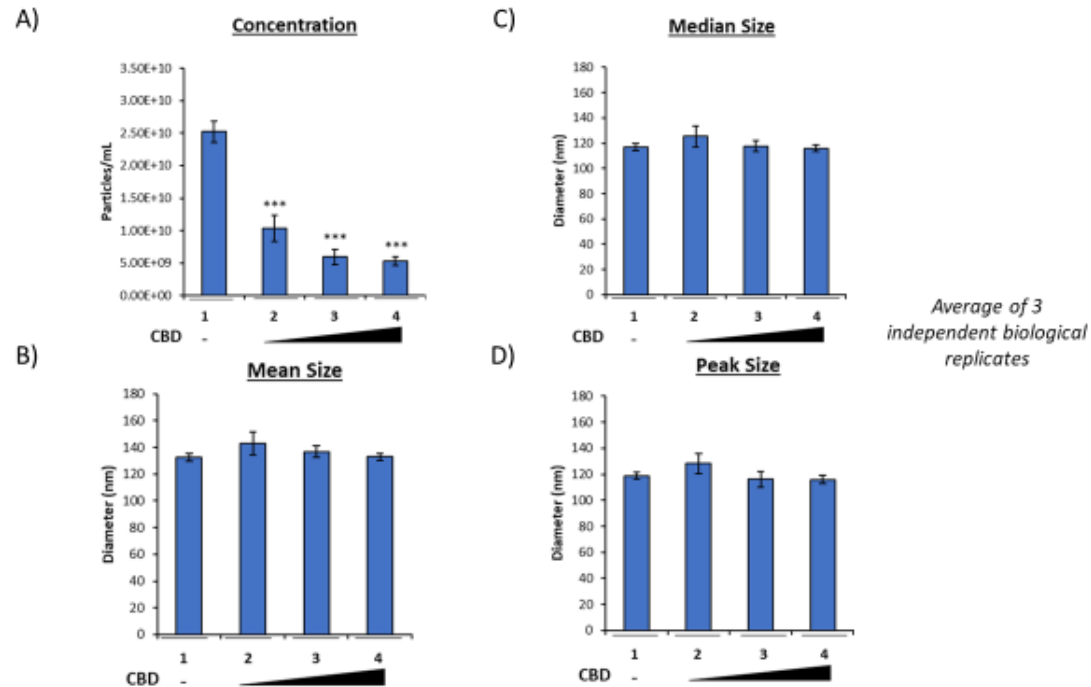 A)
Concentration
3.50E+10
3.00E+10
2.50E+10
2.00E+10
1.50E+10
1.00E+10
5.00E+09
0.00E+00
Particles/mL
***
***
***
1 2 3 4
CBD -
C)
Median Size
180
160
140
120
100
80
60
40
20
0
Diameter (nm)
1 2 3 4
CBD -
Average of 3
independent biological
replicates
B)
Mean Size
180
160
140
120
100
80
60
40
20
0
Diameter (nm)
1 2 3 4
CBD -
D)
Peak Size
180
160
140
120
100
80
60
40
20
0
Diameter (nm)
1 2 3 4
CBD -